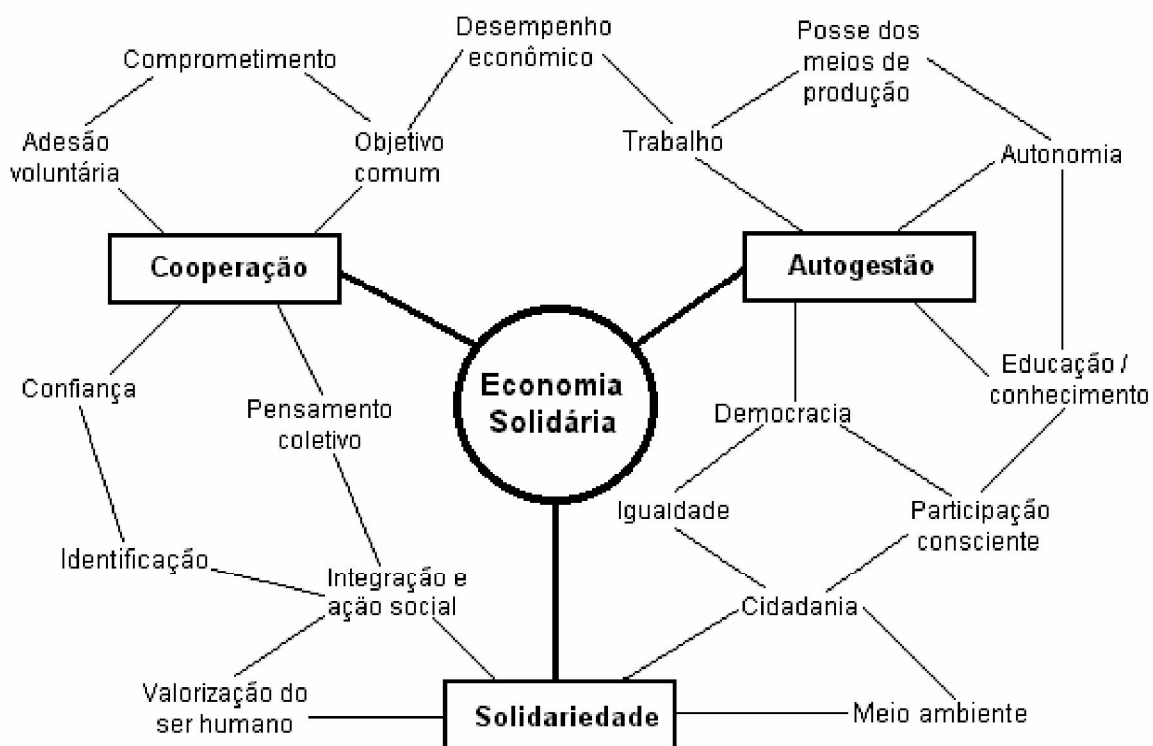 Desempenho
econômico
Posse dos
meios de
produção
Comprometimento
Adesão
voluntária
Objetivo
comum
Trabalho
Autonomia
Cooperação
Autogestão
Economia
Solidária
Confiança
Pensamento
coletivo
Democracia
Educação /
conhecimento
Igualdade
Participação
consciente
Identificação
Integração e
ação social
Cidadania
Valorização do
ser humano
Solidariedade
Meio ambiente